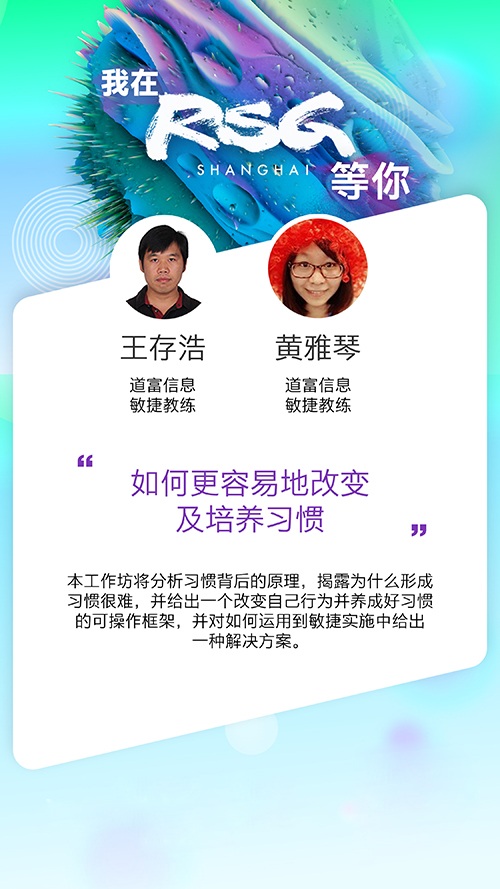 我在
RSG
SHANGHAI
等你
王存浩
黄雅琴
道富信息
敏捷教练
道富信息
敏捷教练
“
如何更容易地改变
及培养习惯
”
本工作坊将分析习惯背后的原理，揭露为什么形成
习惯很难，并给出一个改变自己行为并养成好习惯
的可操作框架，并对如何运用到敏捷实施中给出
一种解决方案。